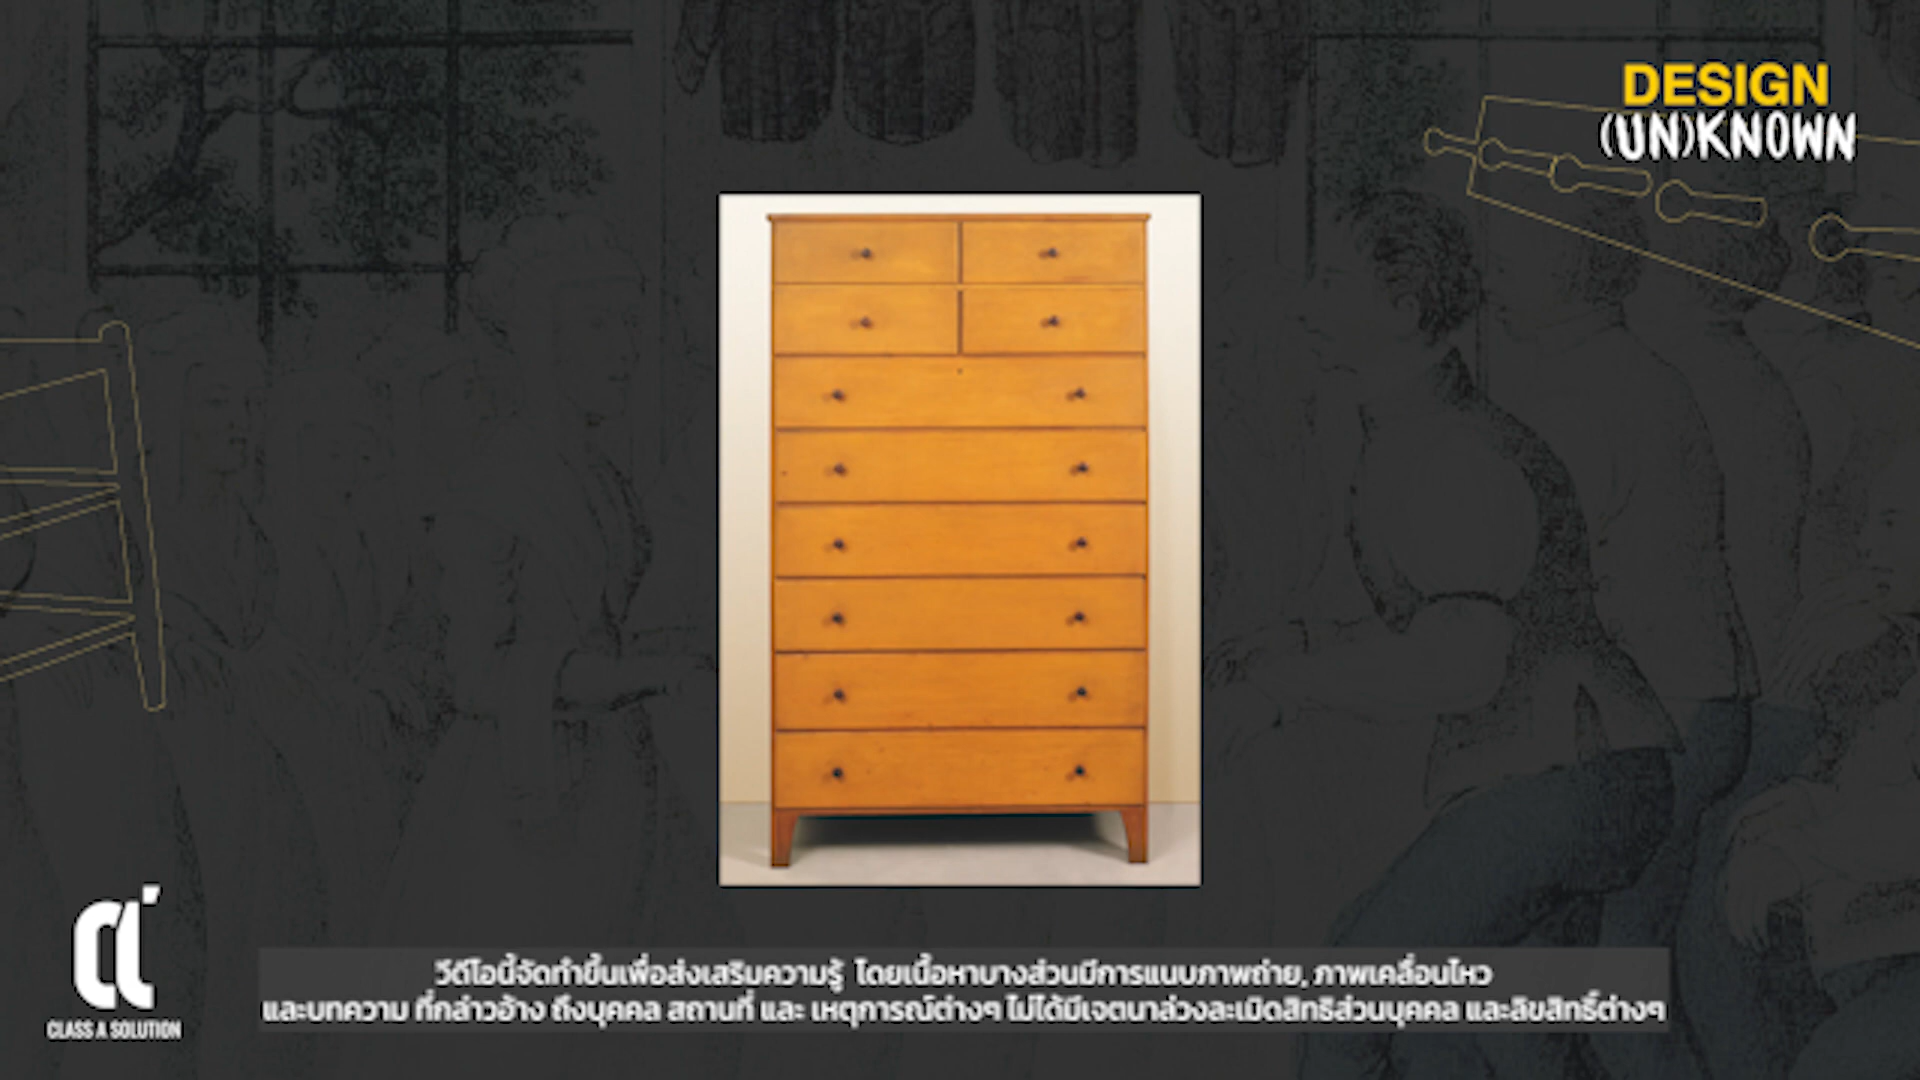 DESIGN
(UN)KNOWN
วีดีโอนี้จัดทำขึ้นเพื่อส่งเสริมความรู้ โดยเนื้อหาบางส่วนมีการแนบภาพถ่าย, ภาพเคลื่อนไหว
และบทความ ที่กล่าวอ้าง ถึงบุคคล สถานที่ และ เหตุการณ์ต่างๆ ไม่ได้มีเจตนาล่วงละเมิดสิทธิส่วนบุคคล และลิขสิทธิ์ต่างๆ
CLASS A SOLUTION